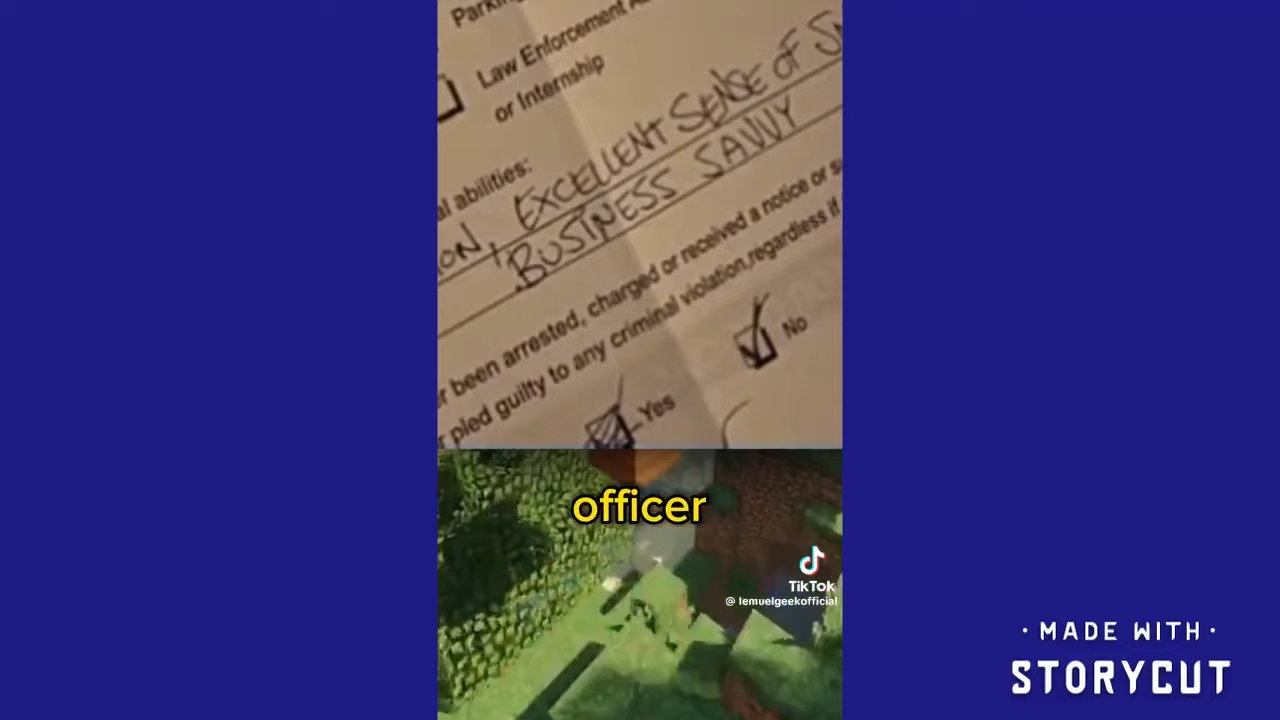 Law Enforcement
or Internship
al abilities:
EXCELLENT SENSE OF
BUSINESS SAVVY
been arrested, charged or received a notice or
pled guilty to any criminal violation,regardless if
No
Yes
officer
TikTok
@ lemuelgeekofficial
· MADE WITH ·
STORYCUT